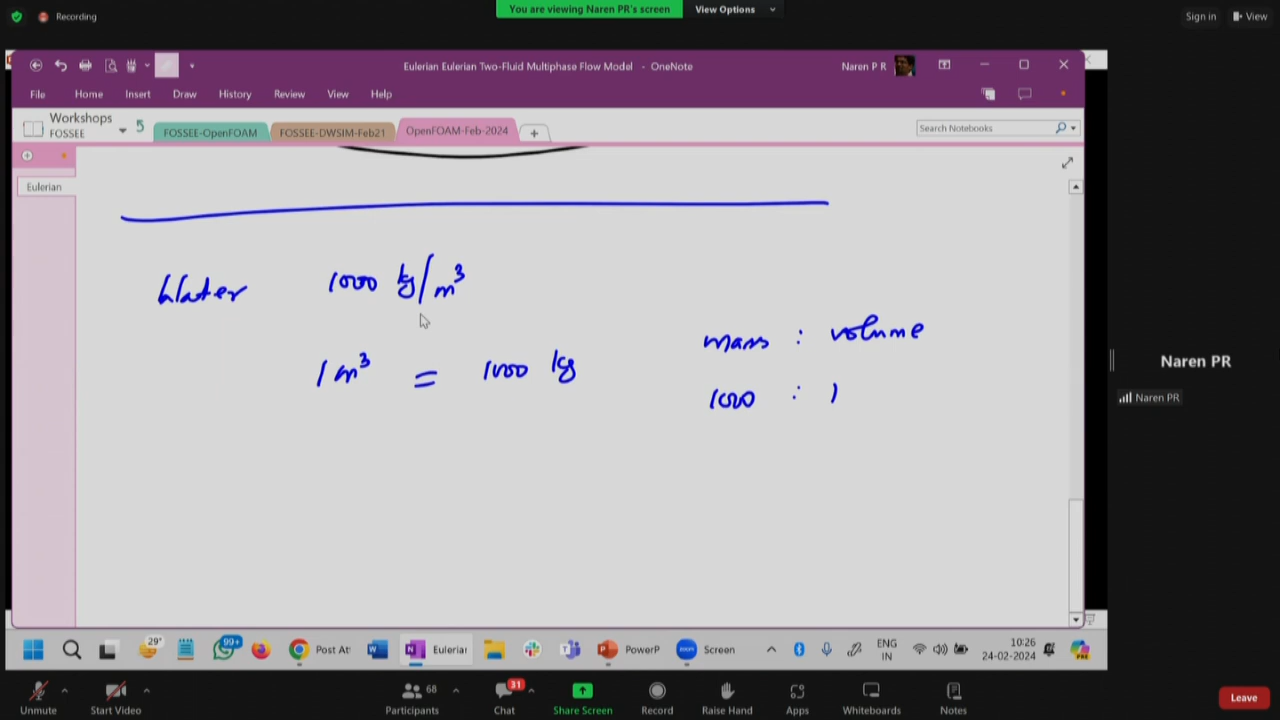 Recording
You are viewing Naren PR's screen View Options
Sign in View
Eulerian Eulerian Two-Fluid Multiphase Flow Model - OneNote
Naren P R
File Home Insert Draw History Review View Help
Workshops
FOSSEE
5
FOSSEE-OpenFOAM FOSSEE-DWSIM-Feb21 OpenFOAM-Feb-2024 +
Search Notebooks
Eulerian
Water 1000 kg/m³
mass : volume
1 m³ = 1000 kg
1000 : 1
Naren PR
Naren PR
29°
99+
Post At
Eulerian
PowerP
Screen
ENG
IN
10:26
24-02-2024
PRE
Unmute
Start Video
68
Participants
31
Chat
Share Screen
Record
Raise Hand
Apps
Whiteboards
Notes
Leave